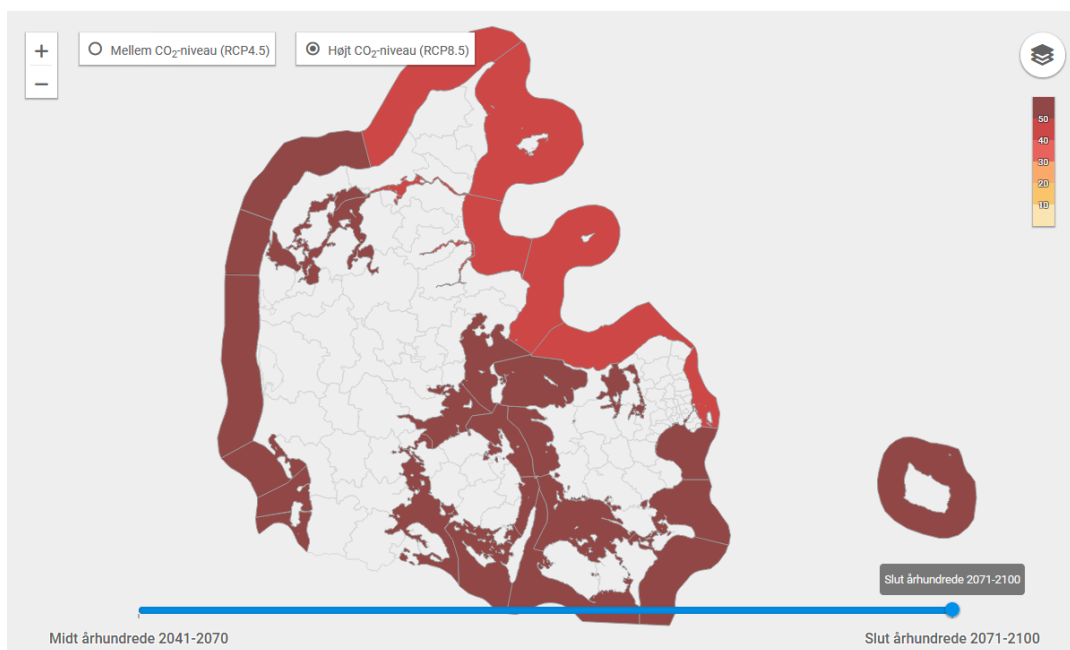 +
Mellem CO₂-niveau (RCP4.5)
Højt CO₂-niveau (RCP8.5)
−
50
40
30
20
10
Slut århundrede 2071-2100
Midt århundrede 2041-2070
Slut århundrede 2071-2100